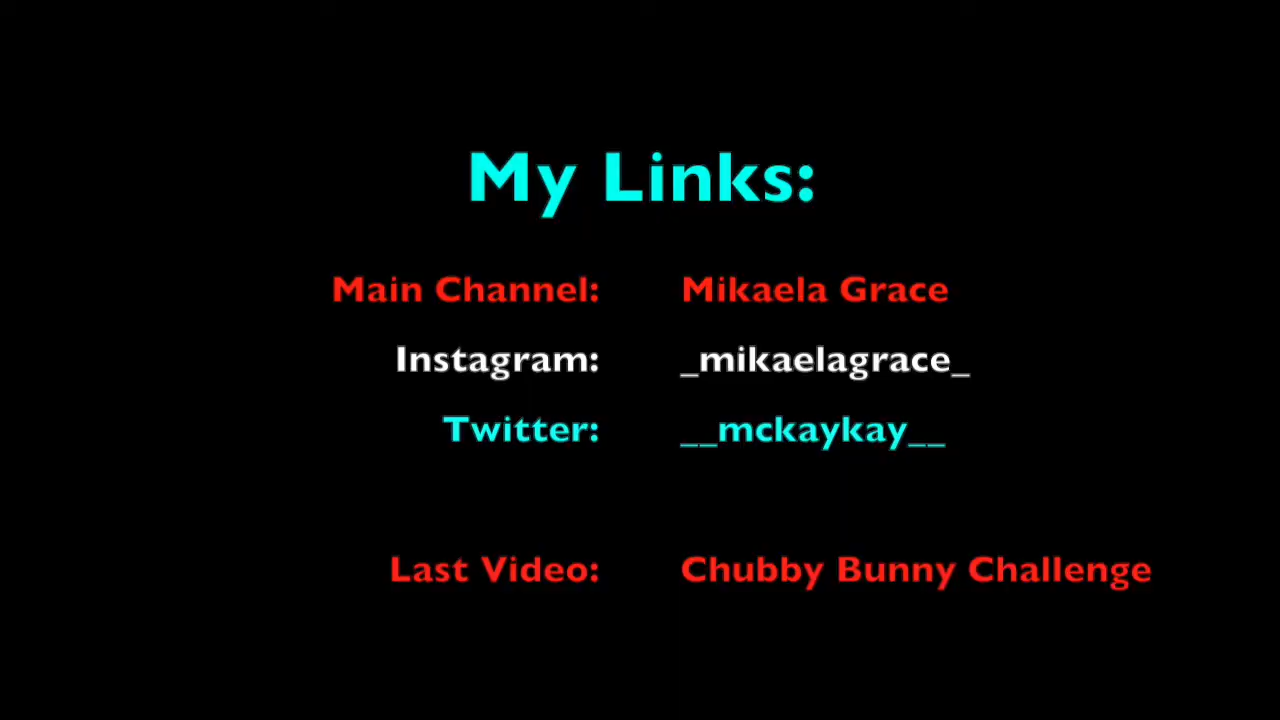 My Links:
Main Channel: Mikaela Grace
Instagram: _mikaelagrace_
Twitter: __mckaykay__
Last Video: Chubby Bunny Challenge